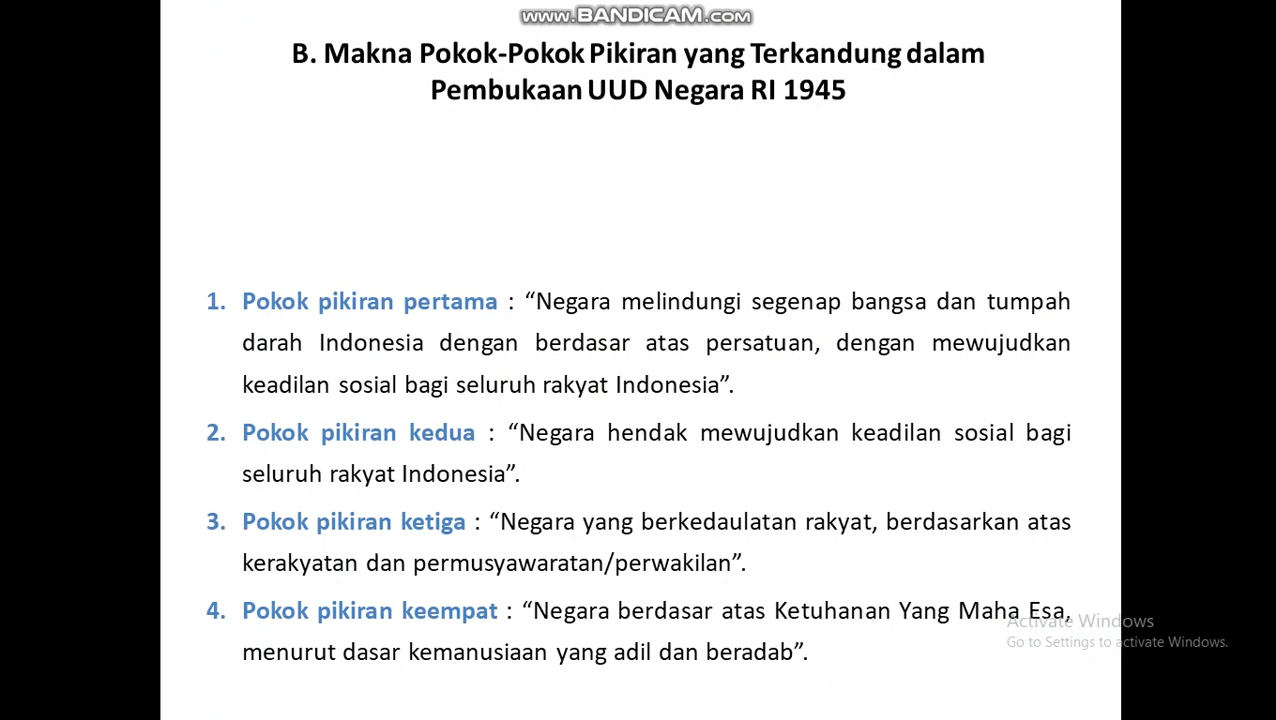 www.BANDICAM.com
B. Makna Pokok-Pokok Pikiran yang Terkandung dalam
Pembukaan UUD Negara RI 1945
1. Pokok pikiran pertama : “Negara melindungi segenap bangsa dan tumpah
darah Indonesia dengan berdasar atas persatuan, dengan mewujudkan
keadilan sosial bagi seluruh rakyat Indonesia”.
2. Pokok pikiran kedua : “Negara hendak mewujudkan keadilan sosial bagi
seluruh rakyat Indonesia”.
3. Pokok pikiran ketiga : “Negara yang berkedaulatan rakyat, berdasarkan atas
kerakyatan dan permusyawaratan/perwakilan”.
4. Pokok pikiran keempat : “Negara berdasar atas Ketuhanan Yang Maha Esa,
menurut dasar kemanusiaan yang adil dan beradab”.
Activate Windows
Go to Settings to activate Windows.